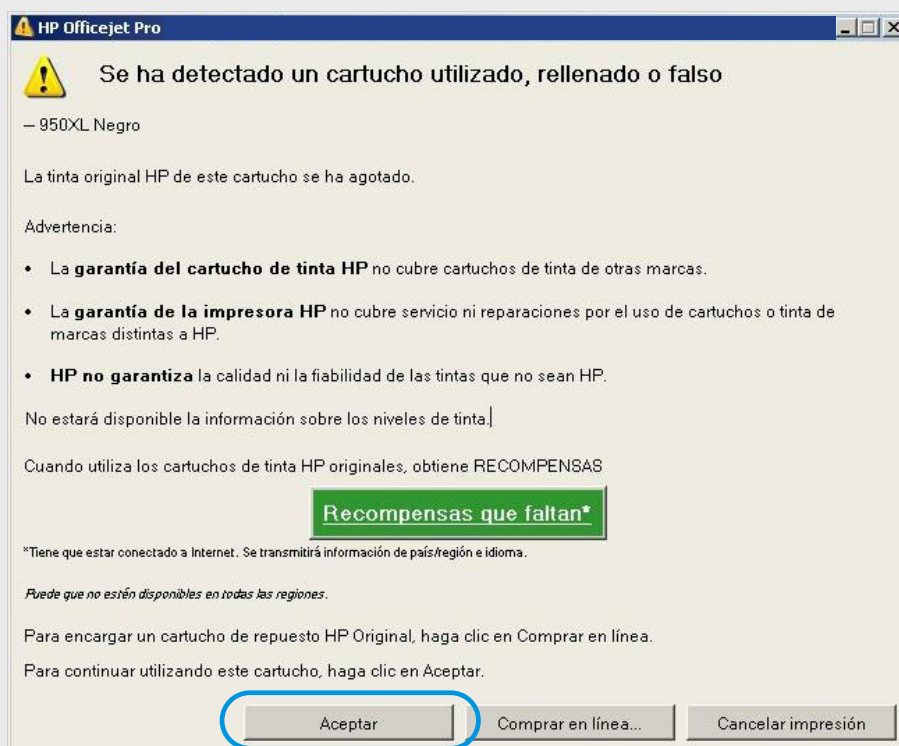 HP Officejet Pro
Se ha detectado un cartucho utilizado, rellenado o falso
– 950XL Negro
La tinta original HP de este cartucho se ha agotado.
Advertencia:
• La garantía del cartucho de tinta HP no cubre cartuchos de tinta de otras marcas.
• La garantía de la impresora HP no cubre servicio ni reparaciones por el uso de cartuchos o tinta de
marcas distintas a HP.
• HP no garantiza la calidad ni la fiabilidad de las tintas que no sean HP.
No estará disponible la información sobre los niveles de tinta.
Cuando utiliza los cartuchos de tinta HP originales, obtiene RECOMPENSAS
Recompensas que faltan*
*Tiene que estar conectado a Internet. Se transmitirá información de país/región e idioma.
Puede que no estén disponibles en todas las regiones.
Para encargar un cartucho de repuesto HP Original, haga clic en Comprar en línea.
Para continuar utilizando este cartucho, haga clic en Aceptar.
Aceptar Comprar en línea... Cancelar impresión